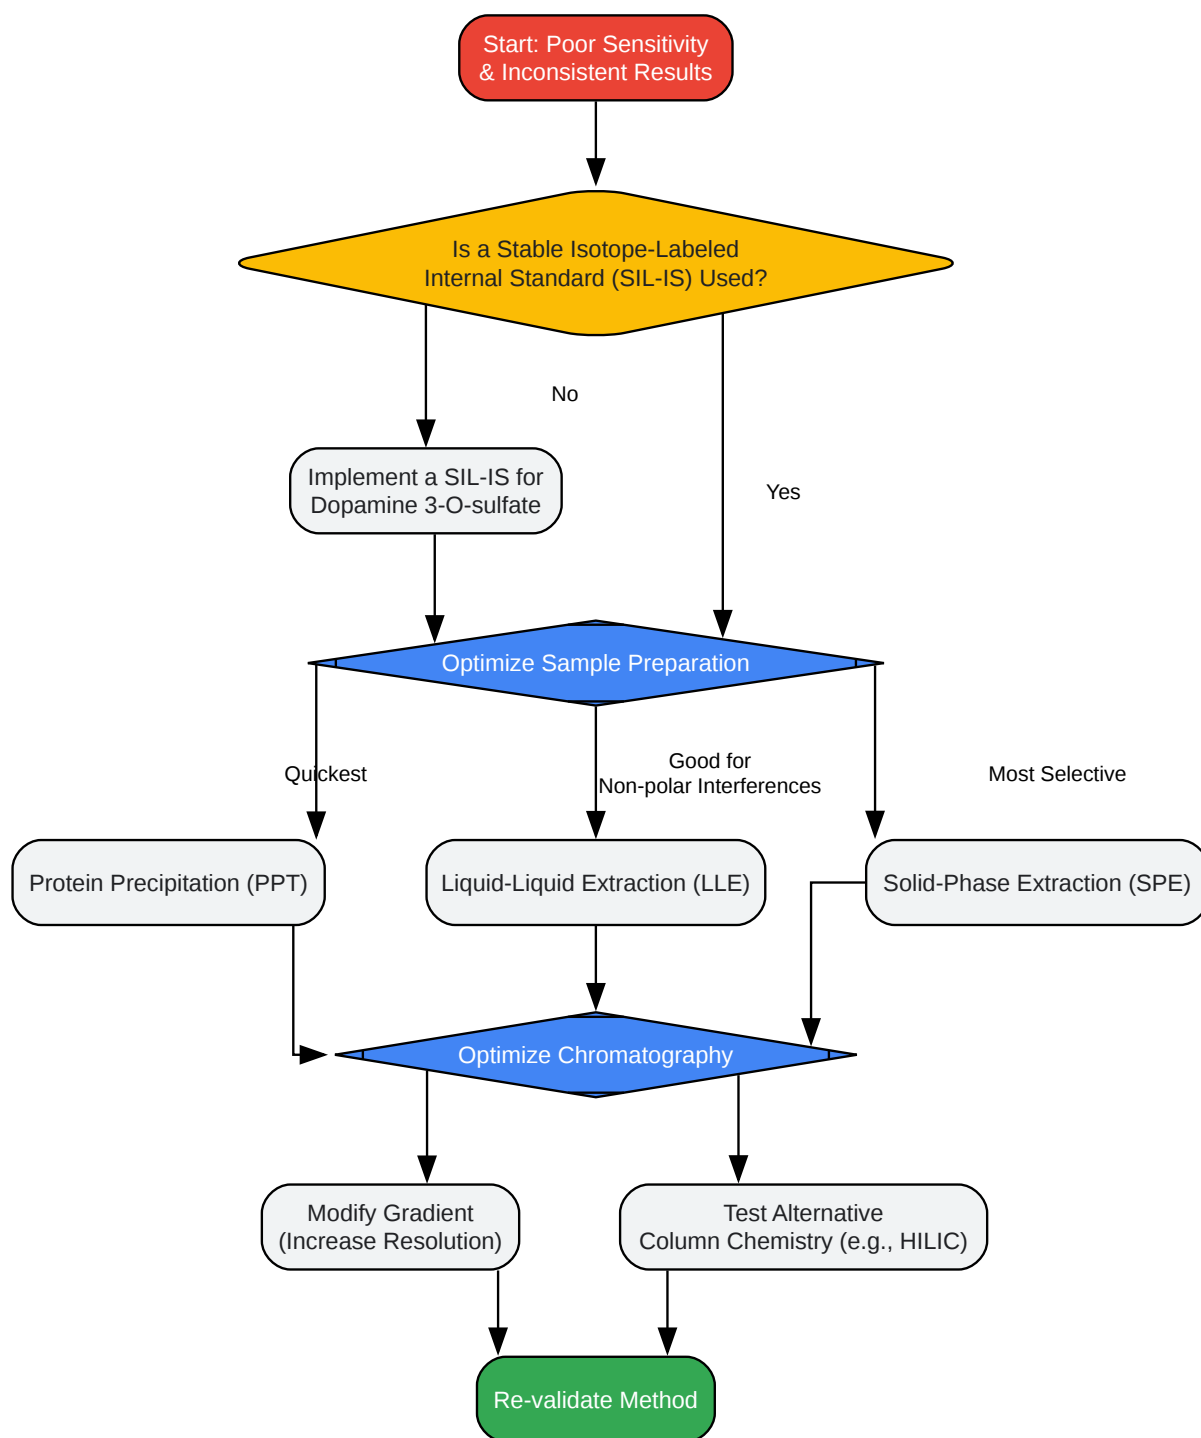 Start: Poor Sensitivity
& Inconsistent Results
Is a Stable Isotope-Labeled
Internal Standard (SIL-IS) Used?
No
Implement a SIL-IS for
Dopamine 3-O-sulfate
Yes
Optimize Sample Preparation
Quickest
Good for
Non-polar Interferences
Most Selective
Protein Precipitation (PPT)
Liquid-Liquid Extraction (LLE)
Solid-Phase Extraction (SPE)
Optimize Chromatography
Modify Gradient
(Increase Resolution)
Test Alternative
Column Chemistry (e.g., HILIC)
Re-validate Method